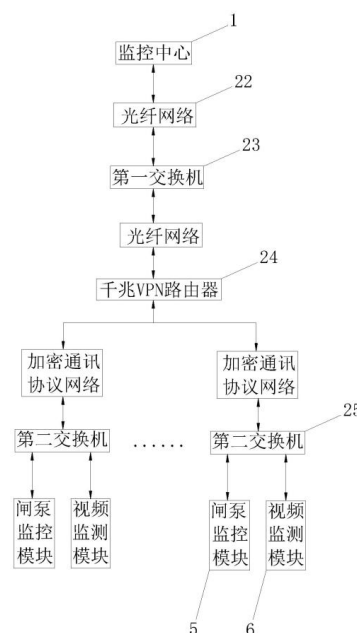 1
监控中心
22
光纤网络
23
第一交换机
光纤网络
24
千兆VPN路由器
加密通讯
协议网络
加密通讯
协议网络
25
第二交换机
......
第二交换机
闸泵
监控
模块
视频
监测
模块
闸泵
监控
模块
视频
监测
模块
5
6